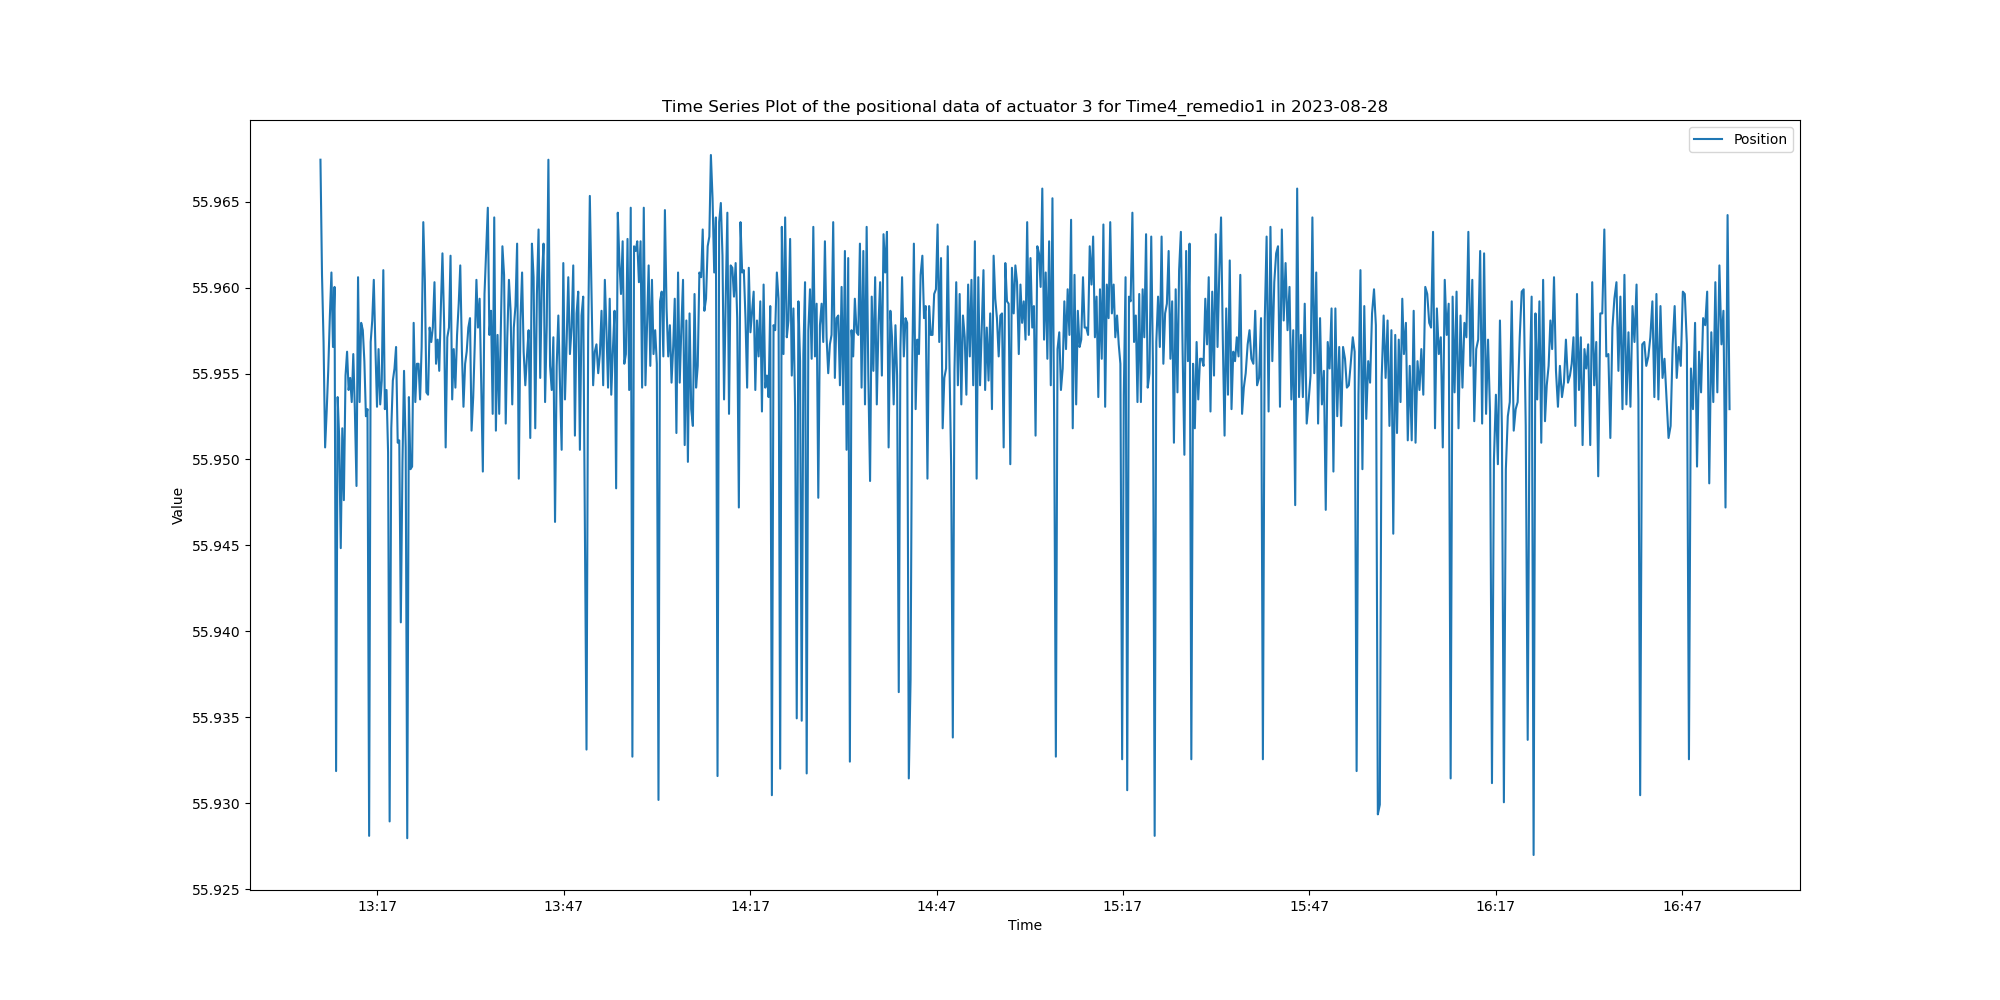 Time Series Plot of the positional data of actuator 3 for Time4_remedio1 in 2023-08-28
Position
55.965
55.960
55.955
55.950
55.945
55.940
55.935
55.930
55.925
Value
13:17 13:47 14:17 14:47 15:17 15:47 16:17 16:47
Time